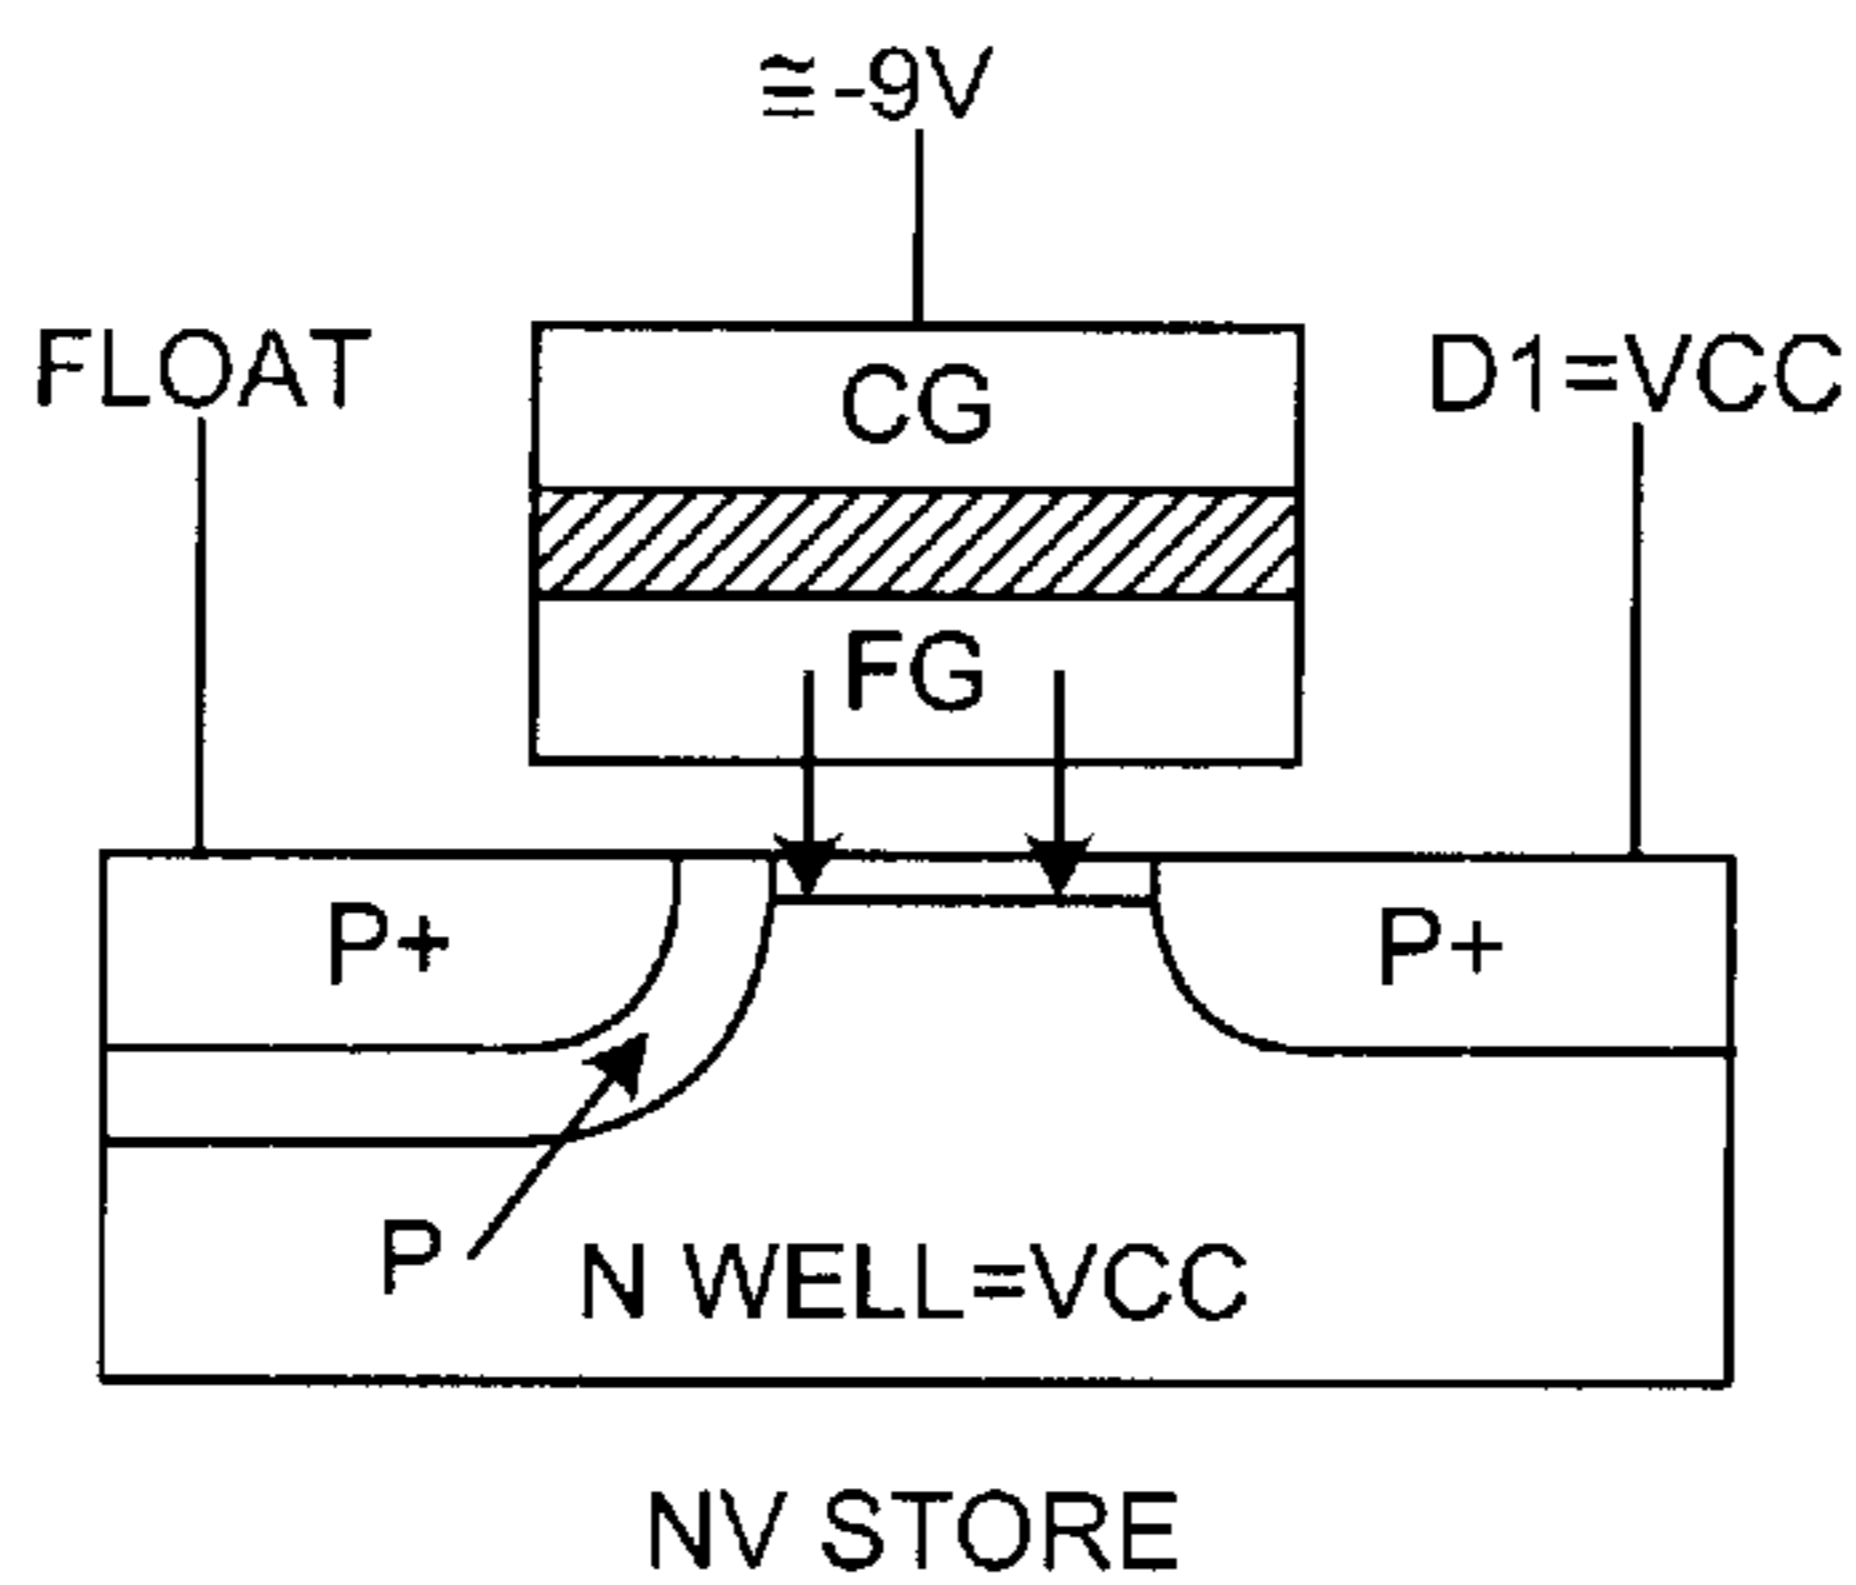 ≅-9V
FLOAT
CG
D1=VCC
FG
P+
P+
P
N WELL=VCC
NV STORE